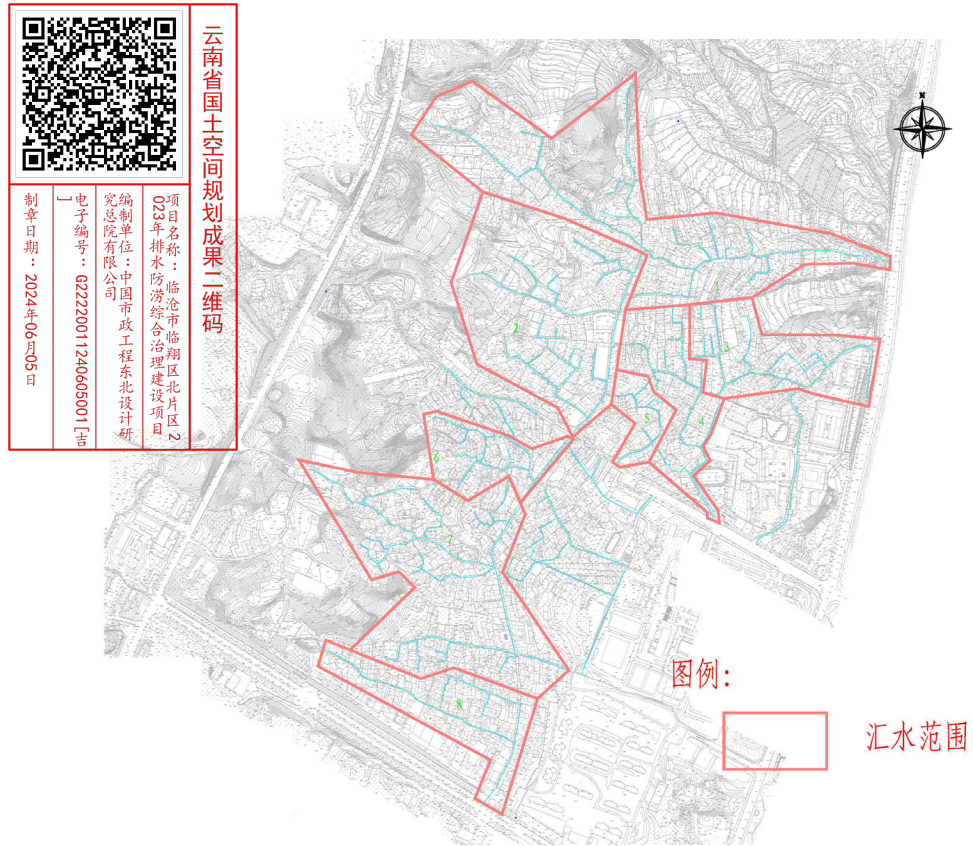 云南省国土空间规划成果二维码
项目名称：临沧市临翔区北片区2
023年排水防涝综合治理建设项目
编制单位：中国市政工程东北设计研
究总院有限公司
电子编号：G22220011240605001[吉
]
制章日期：2024年06月05日
N
1
2
3
4
5
6
7
8
图例：
汇水范围